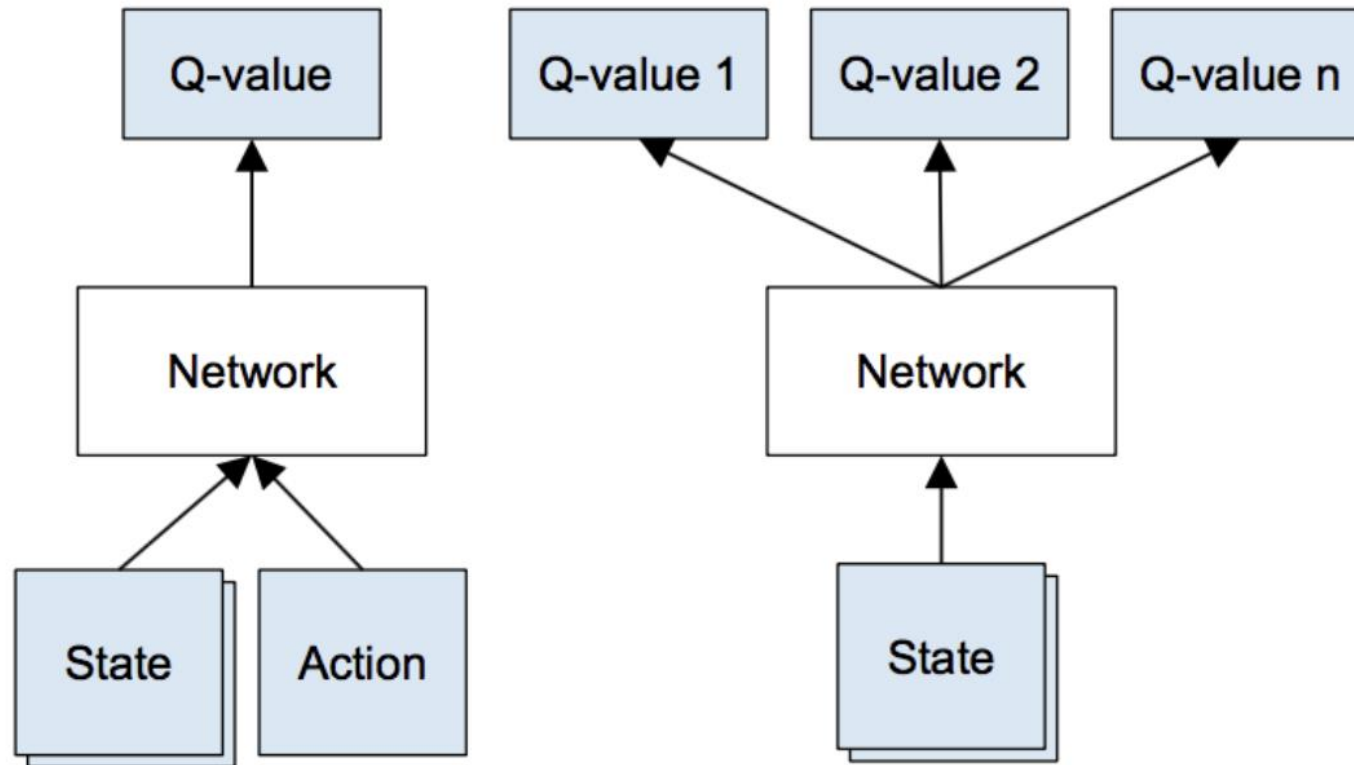 Q-value
Q-value 1
Q-value 2
Q-value n
Network
Network
State
Action
State